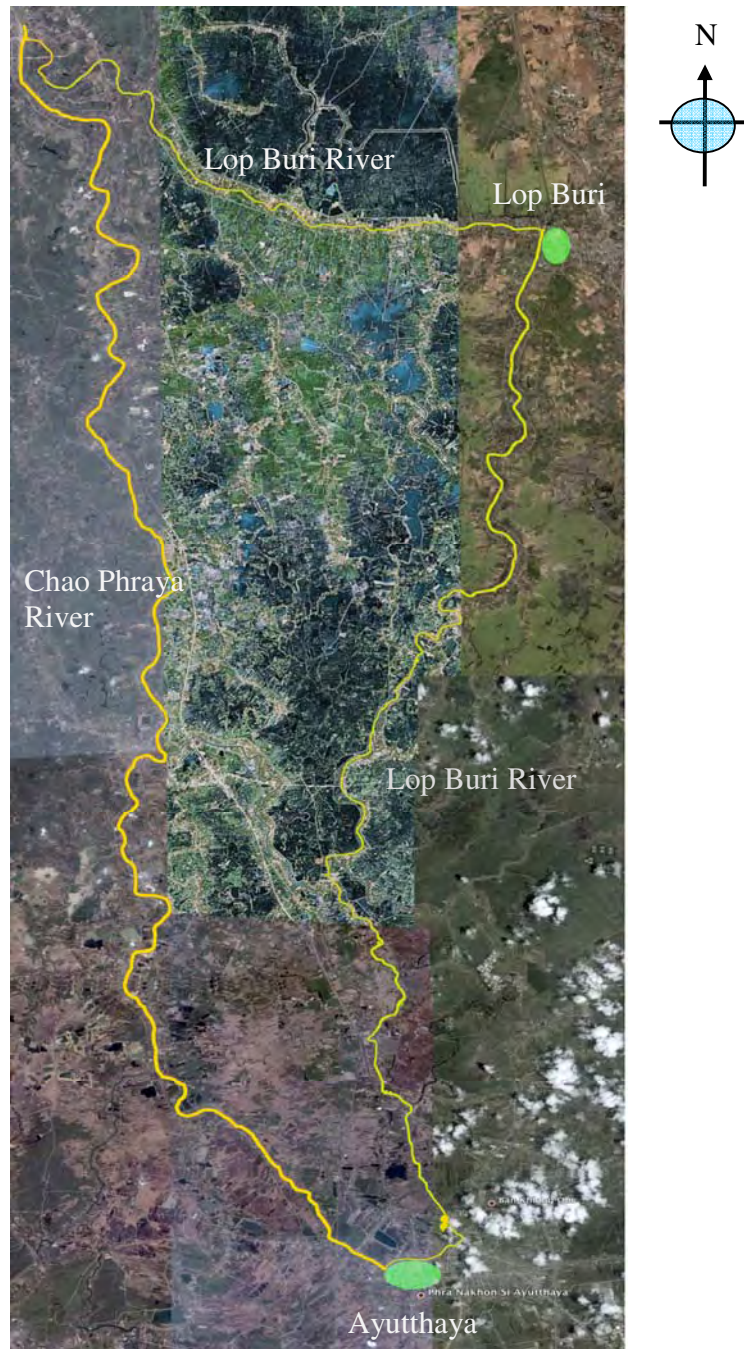 N
Lop Buri River
Lop Buri
Chao Phraya
River
Lop Buri River
Phra Nakhon Si Ayutthaya
Ayutthaya